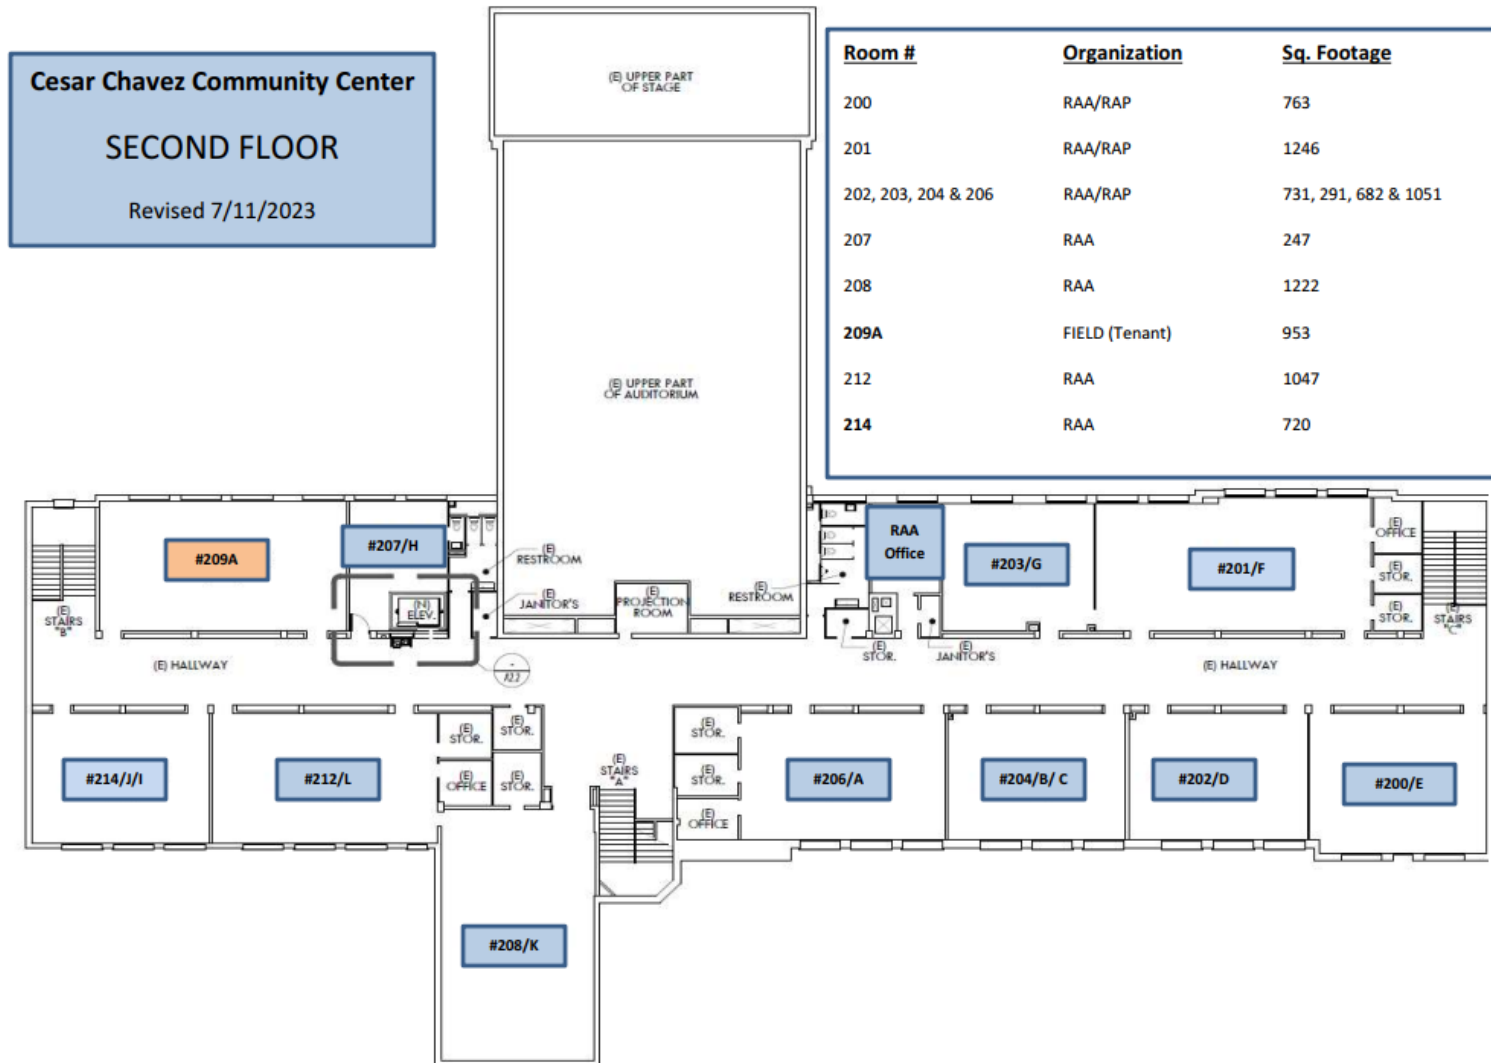 Cesar Chavez Community Center
SECOND FLOOR
Revised 7/11/2023
(E) UPPER PART
OF STAGE
Room # Organization Sq. Footage
200 RAA/RAP 763
201 RAA/RAP 1246
202, 203, 204 & 206 RAA/RAP 731, 291, 682 & 1051
207 RAA 247
208 RAA 1222
209A FIELD (Tenant) 953
212 RAA 1047
214 RAA 720
(E) UPPER PART
OF AUDITORIUM
#209A
#207/H
(E)
RESTROOM
(E)
JANITOR'S
(N)
ELEV.
(E)
STAIRS
"B"
(E)
PROJECTION
ROOM
(E)
RESTROOM
RAA
Office
#203/G
#201/F
(E)
OFFICE
(E)
STOR.
(E)
STOR.
(E)
STAIRS
"C"
(E)
STOR.
(E)
JANITOR'S
(E) HALLWAY
(E) HALLWAY
#214/J/I
#212/L
(E)
STOR.
(E)
STOR.
(E)
OFFICE
(E)
STOR.
(E)
STAIRS
"A"
(E)
STOR.
(E)
STOR.
(E)
OFFICE
#206/A
#204/B/ C
#202/D
#200/E
#208/K